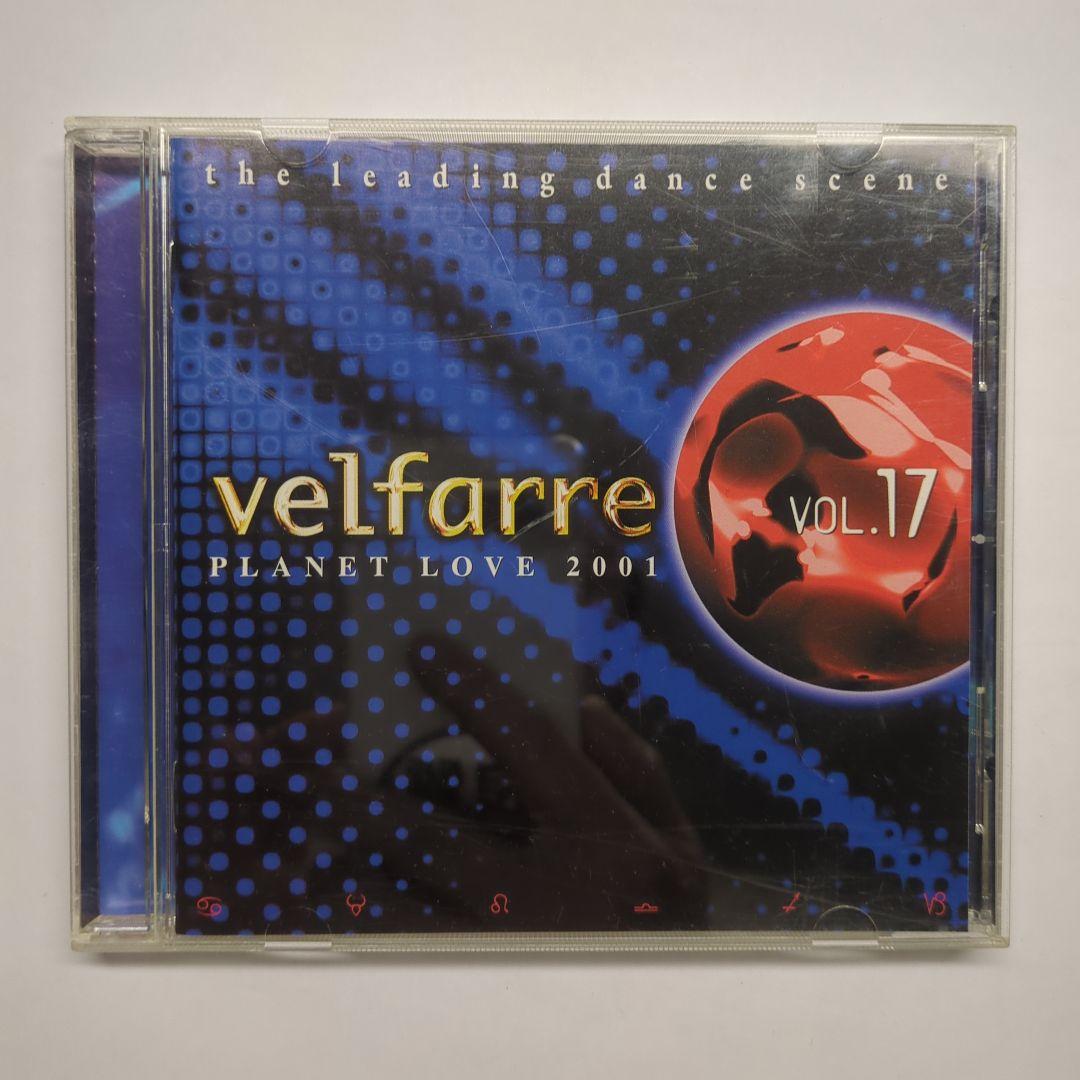 the leading dance scene
velfarre
VOL.17
PLANET LOVE 2001
♋ ♉ ♌ ♎ ♐ ♑